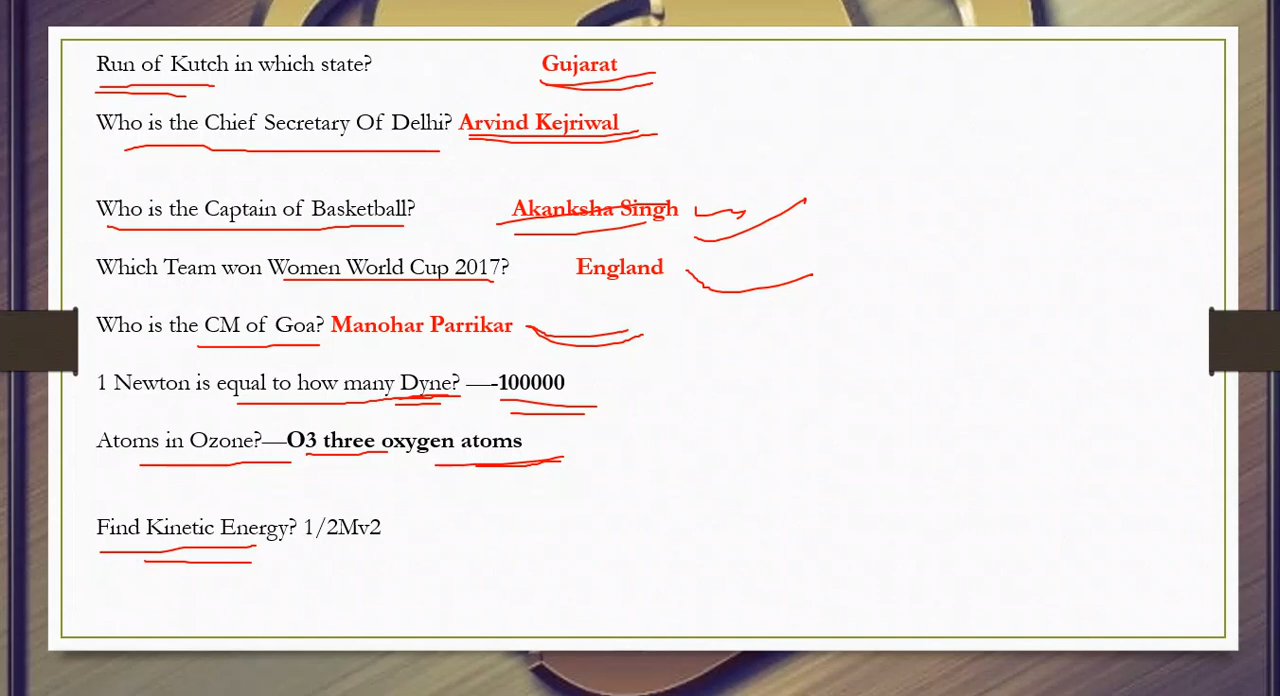 Run of Kutch in which state? Gujarat
Who is the Chief Secretary Of Delhi? Arvind Kejriwal
Who is the Captain of Basketball? Akanksha Singh
Which Team won Women World Cup 2017? England
Who is the CM of Goa? Manohar Parrikar
1 Newton is equal to how many Dyne? —-100000
Atoms in Ozone?—O3 three oxygen atoms
Find Kinetic Energy? 1/2Mv2